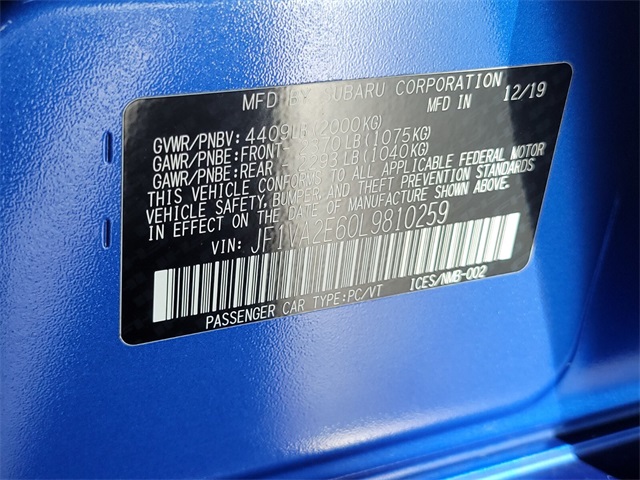 MFD BY SUBARU CORPORATION
MFD IN 12/19
GVWR/PNBV: 4409LB (2000KG)
GAWR/PNBE: FRONT LB (1075KG)
GAWR/PNBE: REAR LB (1040KG)
THIS VEHICLE CONFORMS TO ALL APPLICABLE FEDERAL MOTOR
VEHICLE SAFETY, BUMPER, AND THEFT PREVENTION STANDARDS
IN EFFECT ON THE DATE OF MANUFACTURE SHOWN ABOVE.
VIN: JF1VA2E60L9810259
PASSENGER CAR TYPE:PC/VT ICES/NMB-002